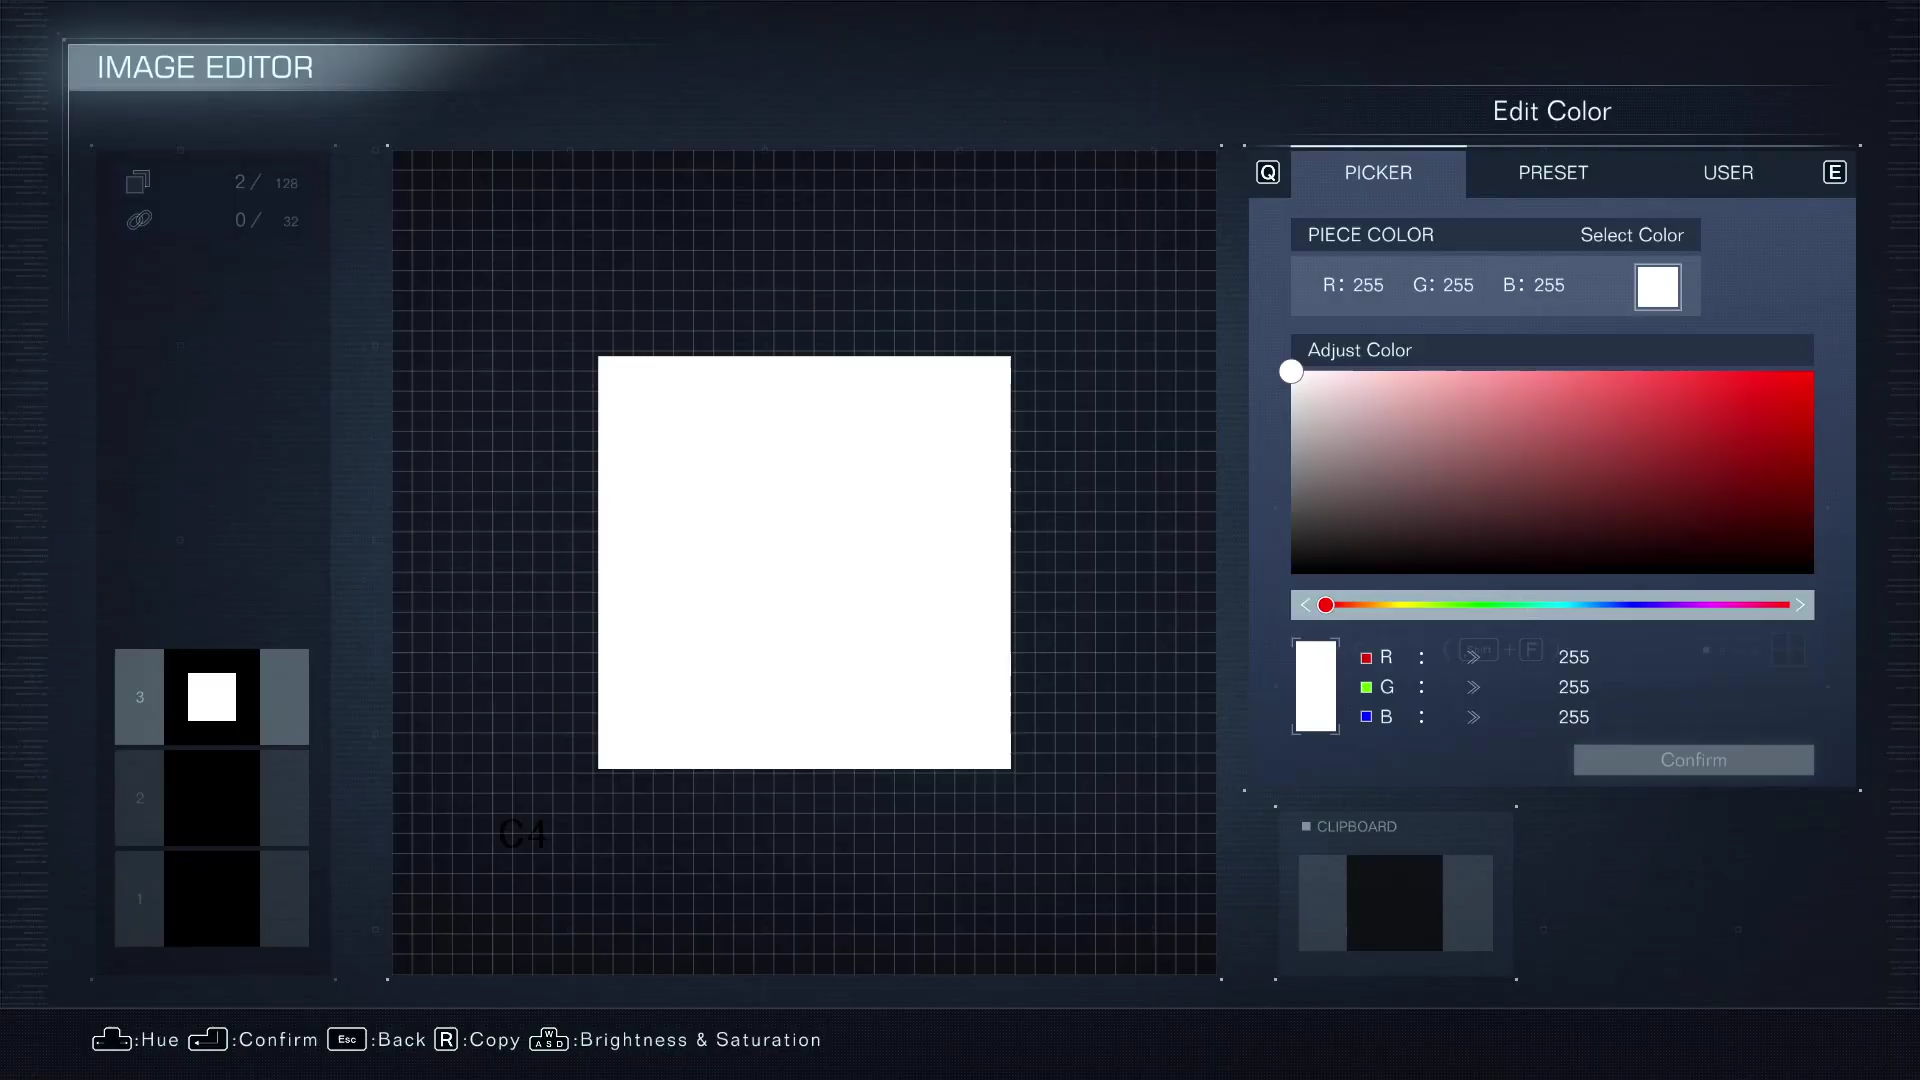 IMAGE EDITOR
Edit Color
2 / 128
0 / 32
Q PICKER PRESET USER E
PIECE COLOR Select Color
R: 255 G: 255 B: 255
Adjust Color
+ F
R : 255
G : 255
B : 255
Confirm
3
2
1
C4
CLIPBOARD
:Hue :Confirm Esc :Back R :Copy W A S D :Brightness & Saturation